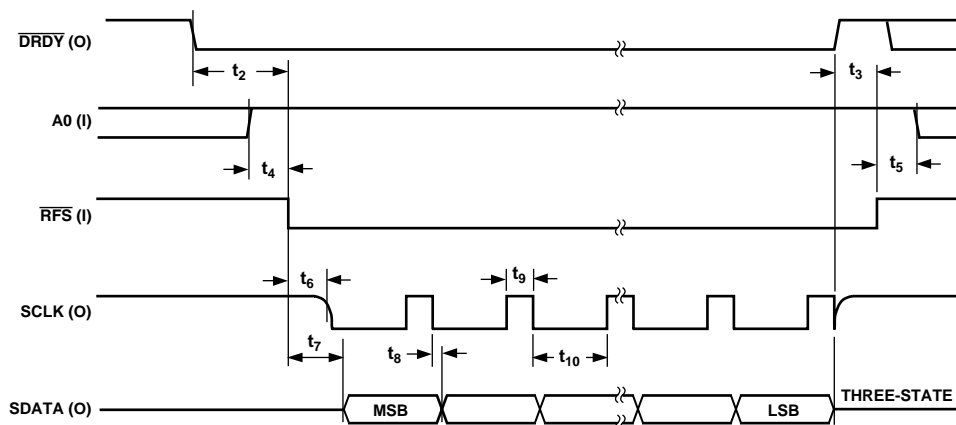 DRDY (O)
t2
t3
A0 (I)
t4
t5
RFS (I)
t6
t9
SCLK (O)
t7
t8
t10
SDATA (O)
MSB
LSB
THREE-STATE